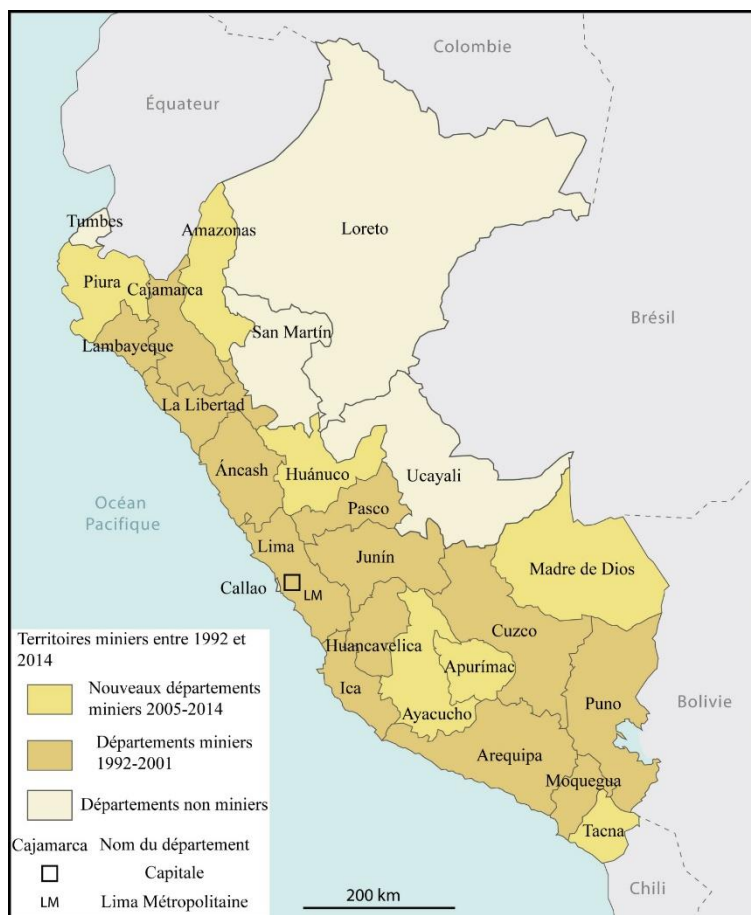 Colombie
Équateur
Tumbes
Amazonas
Loreto
Piura
Cajamarca
Brésil
San Martín
Lambayeque
La Libertad
Áncash
Huánuco
Ucayali
Océan
Pacifique
Pasco
Lima
Junín
Madre de Dios
Callao
LM
Cuzco
Huancavelica
Apurímac
Ica
Puno
Bolivie
Ayacucho
Arequipa
Moquegua
Tacna
Chili
Territoires miniers entre 1992 et
2014
Nouveaux départements
miniers 2005-2014
Départements miniers
1992-2001
Départements non miniers
Cajamarca Nom du département
Capitale
LM Lima Métropolitaine
200 km